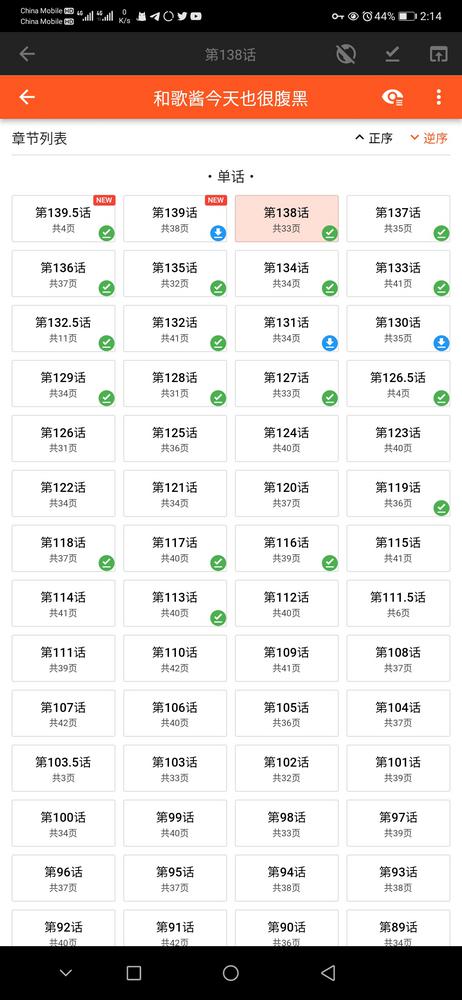 China Mobile HD 4G 4G 0 44% 2:14
China Mobile HD K/s
第138话
和歌酱今天也很腹黑
章节列表 正序 逆序
·单话·
NEW NEW
第139.5话 第139话 第138话 第137话
共4页 共38页 共33页 共35页
第136话 第135话 第134话 第133话
共37页 共32页 共34页 共41页
第132.5话 第132话 第131话 第130话
共11页 共41页 共34页 共35页
第129话 第128话 第127话 第126.5话
共34页 共31页 共33页 共4页
第126话 第125话 第124话 第123话
共31页 共36页 共40页 共40页
第122话 第121话 第120话 第119话
共34页 共34页 共37页 共36页
第118话 第117话 第116话 第115话
共37页 共40页 共39页 共41页
第114话 第113话 第112话 第111.5话
共41页 共40页 共40页 共6页
第111话 第110话 第109话 第108话
共39页 共42页 共41页 共37页
第107话 第106话 第105话 第104话
共42页 共40页 共36页 共37页
第103.5话 第103话 第102话 第101话
共3页 共33页 共32页 共39页
第100话 第99话 第98话 第97话
共34页 共40页 共33页 共39页
第96话 第95话 第94话 第93话
共37页 共37页 共38页 共38页
第92话 第91话 第90话 第89话
共40页 共42页 共36页 共34页